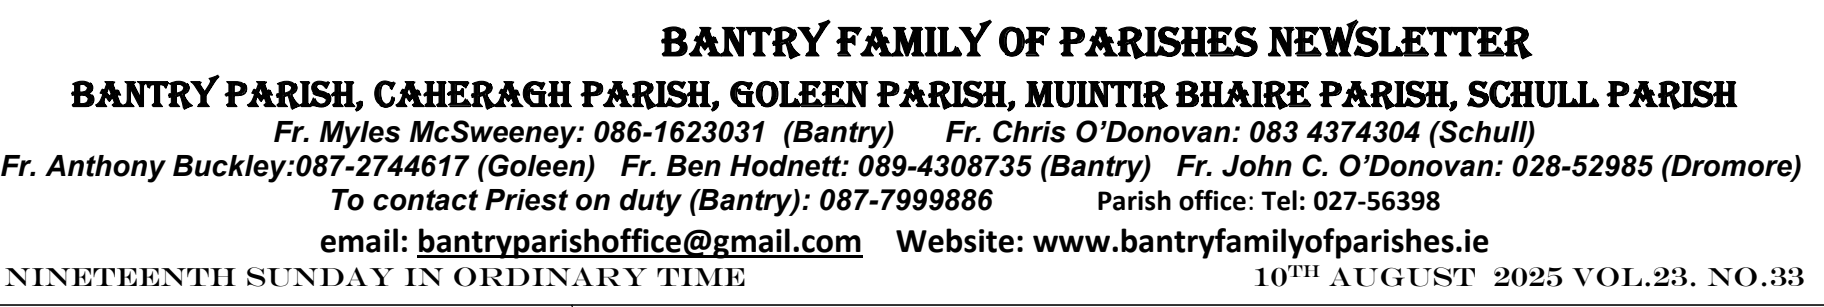 BANTRY FAMILY OF PARISHES NEWSLETTER
BANTRY PARISH, CAHERAGH PARISH, GOLEEN PARISH, MUINTIR BHAIRE PARISH, SCHULL PARISH
Fr. Myles McSweeney: 086-1623031 (Bantry) Fr. Chris O’Donovan: 083 4374304 (Schull)
Fr. Anthony Buckley:087-2744617 (Goleen) Fr. Ben Hodnett: 089-4308735 (Bantry) Fr. John C. O’Donovan: 028-52985 (Dromore)
To contact Priest on duty (Bantry): 087-7999886 Parish office: Tel: 027-56398
email: bantryparishoffice@gmail.com Website: www.bantryfamilyofparishes.ie
NINETEENTH SUNDAY IN ORDINARY TIME 10TH AUGUST 2025 VOL.23. NO.33